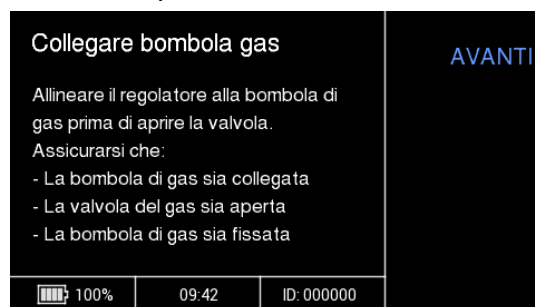 Collegare bombola gas
AVANTI
Allineare il regolatore alla bombola di
gas prima di aprire la valvola.
Assicurarsi che:
- La bombola di gas sia collegata
- La valvola del gas sia aperta
- La bombola di gas sia fissata
100%
09:42
ID: 000000